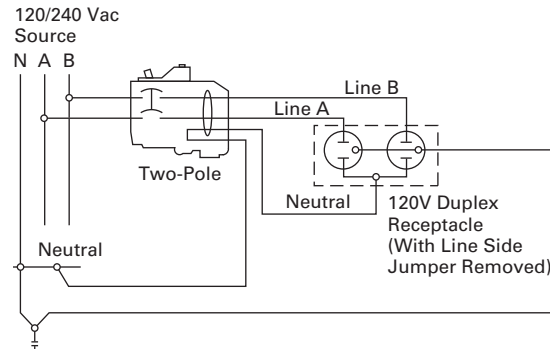 120/240 Vac
Source
N A B
Line B
Line A
Two-Pole
Neutral
120V Duplex
Receptacle
(With Line Side
Jumper Removed)
Neutral